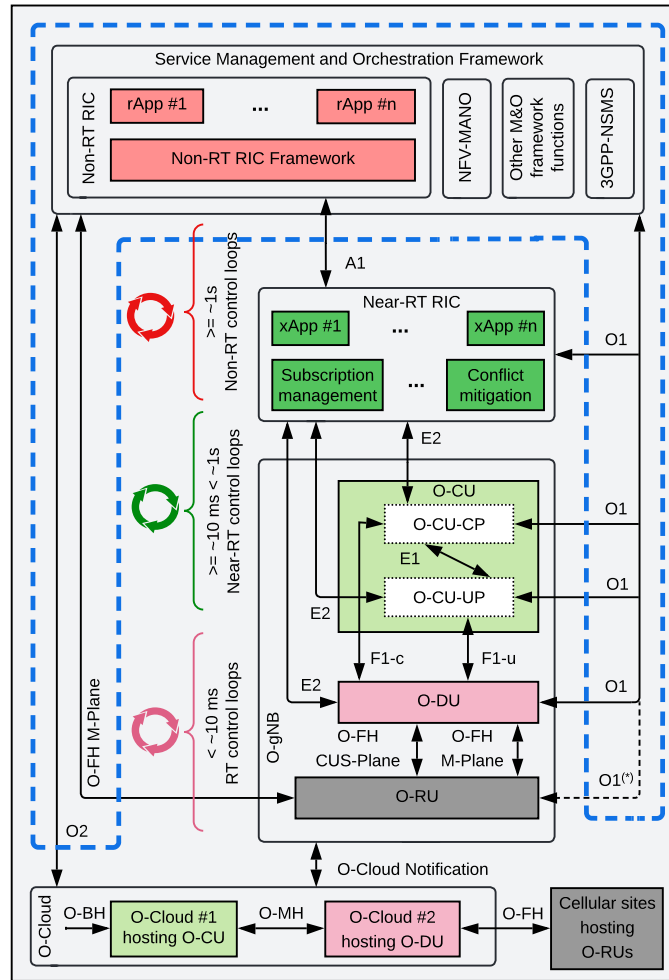 Service Management and Orchestration Framework
Non-RT RIC
rApp #1
...
rApp #n
Non-RT RIC Framework
NFV-MANO
Other M&O
framework
functions
3GPP-NSMS
A1
>= ~1s
Non-RT control loops
Near-RT RIC
xApp #1
...
xApp #n
Subscription
management
...
Conflict
mitigation
O1
E2
>= ~10 ms < ~1s
Near-RT control loops
O-CU
O-CU-CP
O1
E1
O-CU-UP
O1
E2
F1-c
F1-u
< ~10 ms
RT control loops
O-FH M-Plane
O-gNB
E2
O-DU
O1
O-FH
CUS-Plane
O-FH
M-Plane
O-RU
O1(*)
O2
O-Cloud Notification
O-Cloud
O-BH
O-Cloud #1
hosting O-CU
O-MH
O-Cloud #2
hosting O-DU
O-FH
Cellular sites
hosting
O-RUs